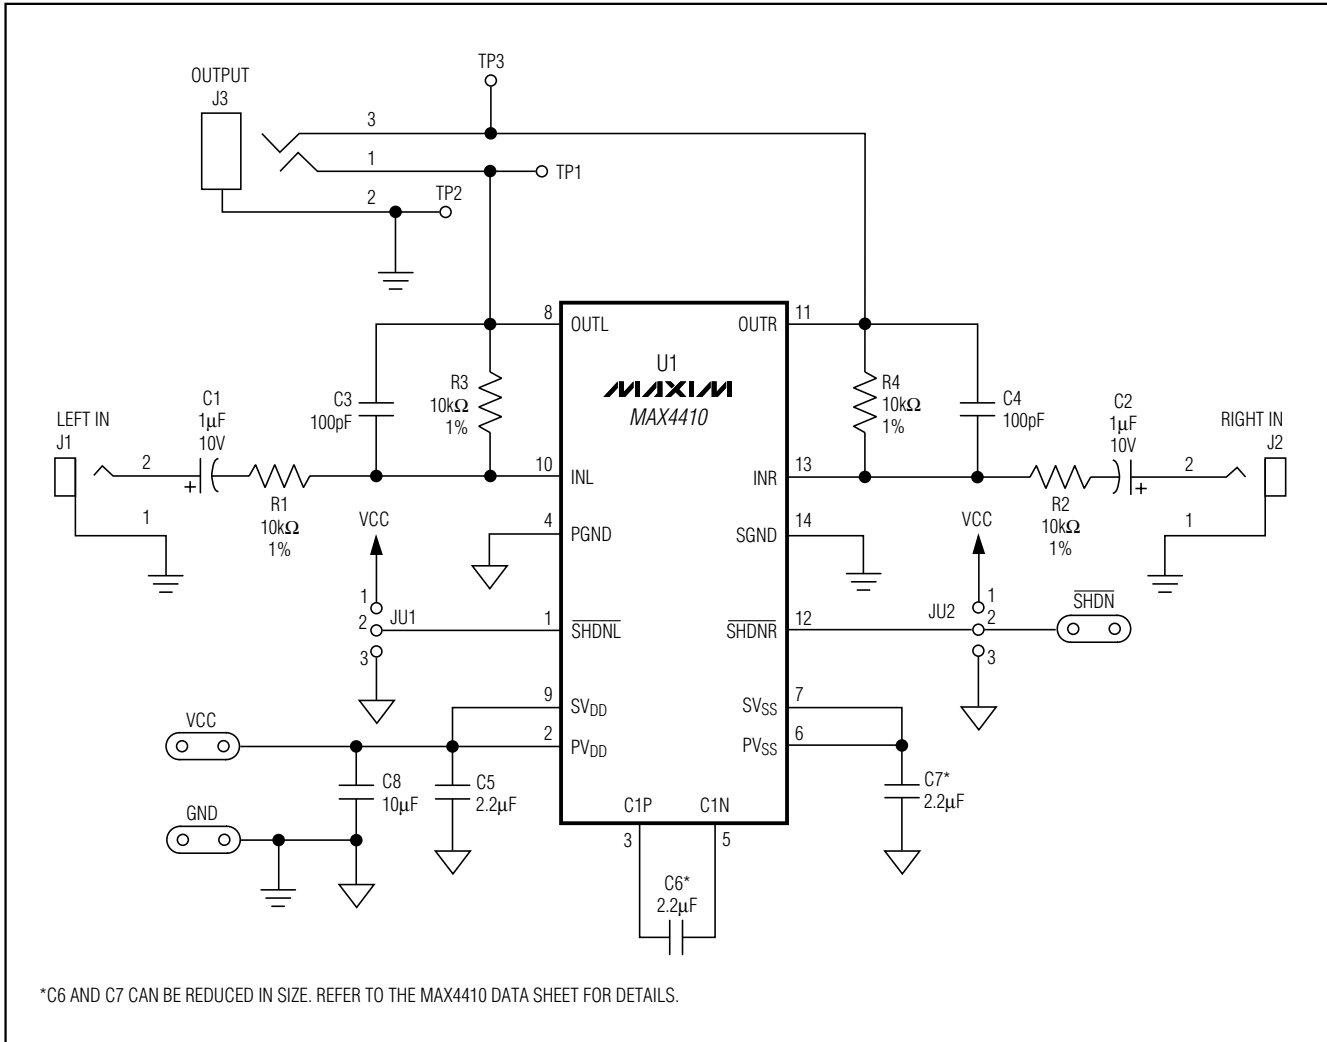 TP3
OUTPUT
J3
3
1
TP1
2
TP2
8
OUTL
OUTR
11
U1
MAXIM
MAX4410
R3
10kΩ
1%
C3
100pF
R4
10kΩ
1%
C4
100pF
LEFT IN
J1
C1
1µF
10V
2
+
R1
10kΩ
1%
1
10
INL
INR
13
C2
1µF
10V
+
R2
10kΩ
1%
RIGHT IN
J2
2
1
4
PGND
SGND
14
VCC
1
2
3
JU1
1
SHDNL
SHDNR
12
VCC
1
2
3
JU2
SHDN
9
SVDD
SVSS
7
2
PVDD
PVSS
6
VCC
GND
C8
10µF
C5
2.2µF
C7*
2.2µF
C1P
C1N
3
5
C6*
2.2µF
*C6 AND C7 CAN BE REDUCED IN SIZE. REFER TO THE MAX4410 DATA SHEET FOR DETAILS.